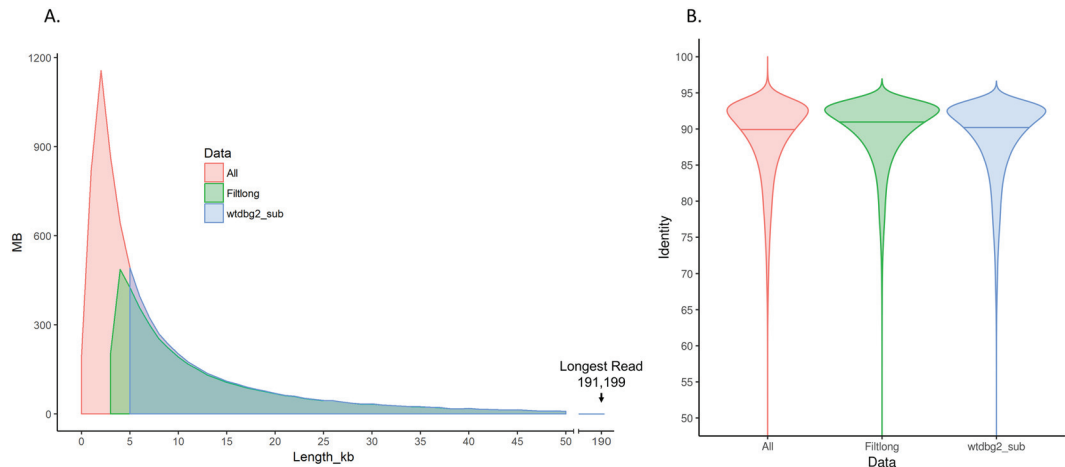 A.
1200
900
600
300
0
MB
Data
All
Filtlong
wtdbg2_sub
Longest Read
191,199
0 5 10 15 20 25 30 35 40 45 50 190
Length_kb
B.
100
95
90
85
80
75
70
65
60
55
50
Identity
All Filtlong wtdbg2_sub
Data